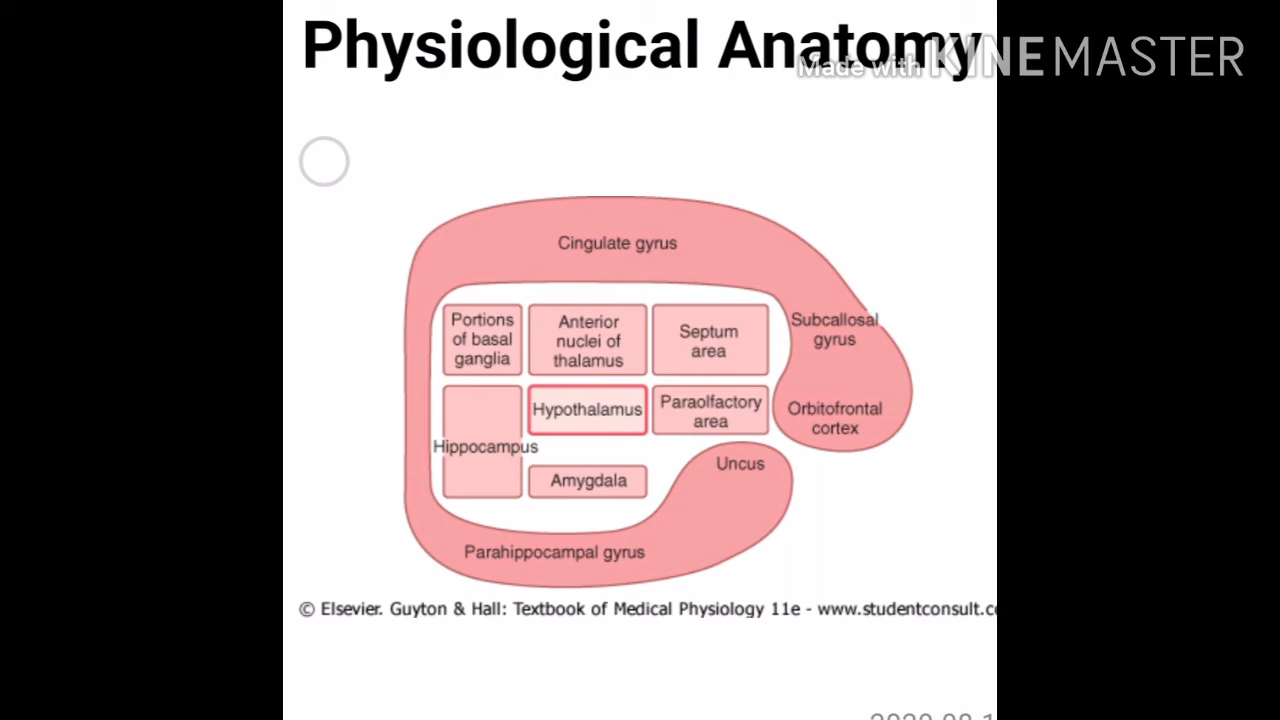 Physiological Anatomy
Made with KINEMASTER
Cingulate gyrus
Portions
of basal
ganglia
Anterior
nuclei of
thalamus
Septum
area
Subcallosal
gyrus
Hypothalamus
Paraolfactory
area
Orbitofrontal
cortex
Hippocampus
Amygdala
Uncus
Parahippocampal gyrus
© Elsevier. Guyton & Hall: Textbook of Medical Physiology 11e - www.studentconsult.c